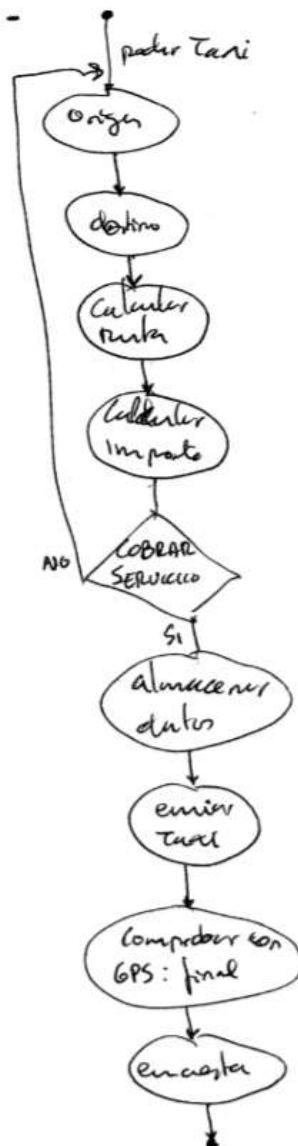 pedir Taxi
Origen
destino
Calcular
ruta
Calcular
Importe
COBRAR
SERVICIO
NO
SI
almacenar
datos
enviar
Taxi
Comprobar con
GPS: final
encuesta